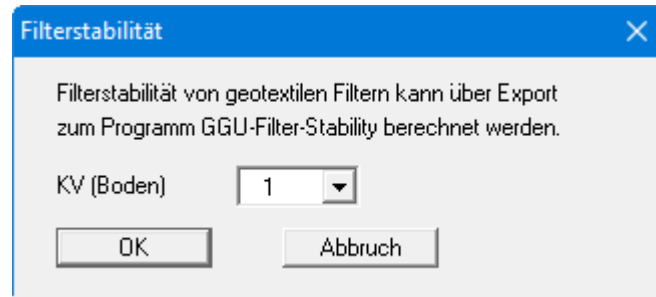 Filterstabilität
Filterstabilität von geotextilen Filtern kann über Export
zum Programm GGU-Filter-Stability berechnet werden.
KV (Boden) 1
OK Abbruch